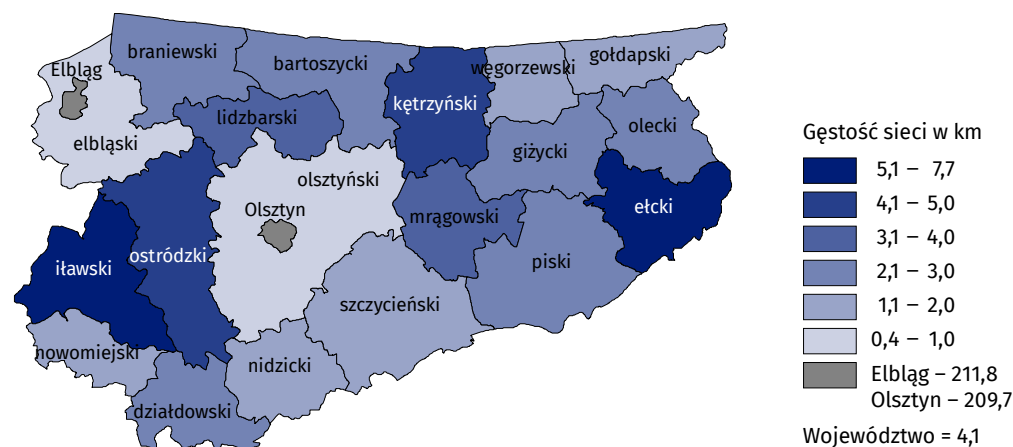 gołdapski
braniewski
bartoszycki
węgorzewski
Elbląg
kętrzyński
lidzbarski
olecki
elbląski
giżycki
olsztyński
Olsztyn
mrągowski
ełcki
ostródzki
iławski
piski
szczycieński
nowomiejski
nidzicki
działdowski
Gęstość sieci w km
5,1 – 7,7
4,1 – 5,0
3,1 – 4,0
2,1 – 3,0
1,1 – 2,0
0,4 – 1,0
Elbląg – 211,8
Olsztyn – 209,7
Województwo = 4,1